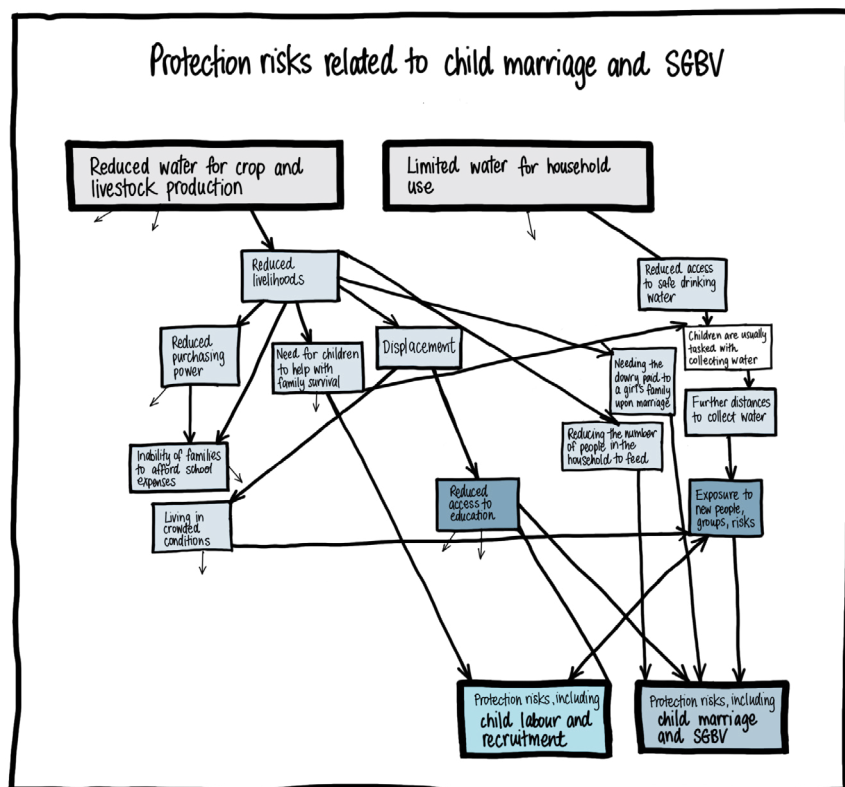 Protection risks related to child marriage and SGBV
Reduced water for crop and
livestock production
Limited water for household
use
Reduced
livelihoods
Reduced access
to safe drinking
water
Reduced
purchasing
power
Need for children
to help with
family survival
Displacement
Needing the
dowry paid to
a girl's family
upon marriage
Children are usually
tasked with
collecting water
Further distances
to collect water
Reducing the number
of people in the
household to feed
Inability of families
to afford school
expenses
Living in
crowded
conditions
Reduced
access to
education
Exposure to
new people,
groups, risks
Protection risks, including
child labour and
recruitment
Protection risks, including
child marriage
and SGBV